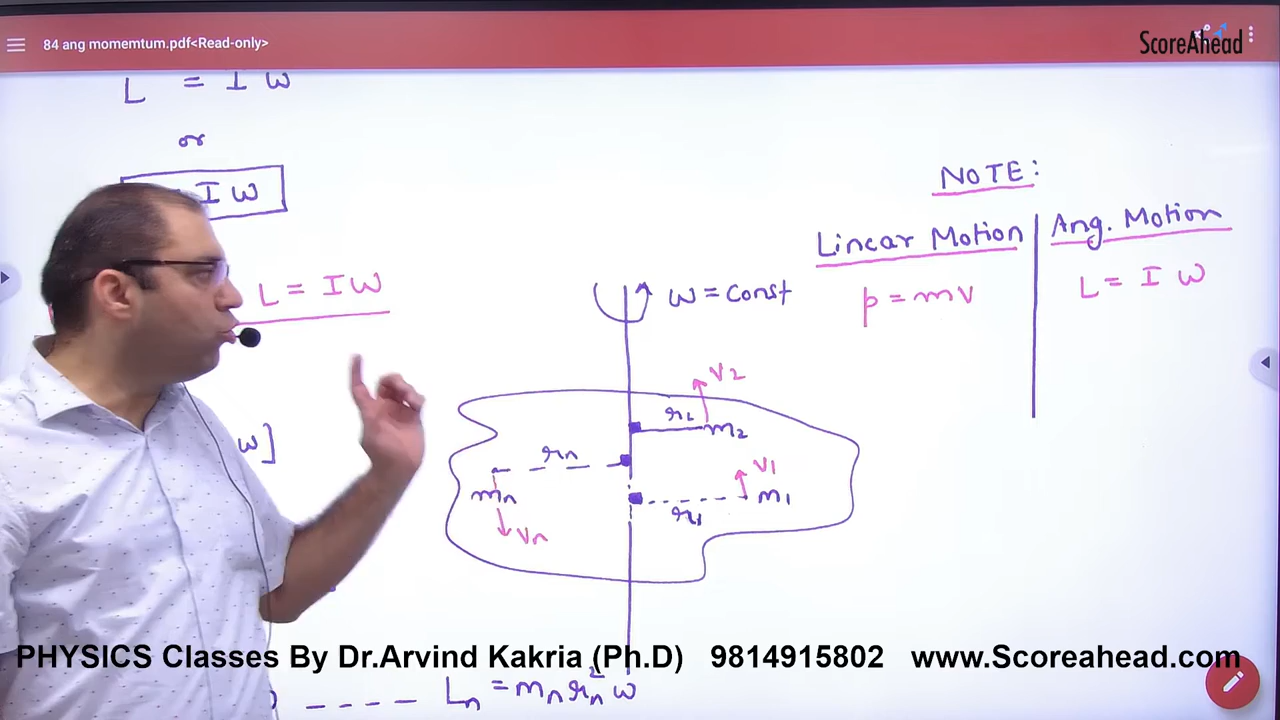 84 ang momemtum.pdf<Read-only>
ScoreAhead
L = I ω
or
I ω
L = I ω
ω]
NOTE:
Linear Motion
Ang. Motion
p = mv
L = I ω
ω = const
v2
r2
m2
rn
v1
mn
m1
r1
vn
PHYSICS Classes By Dr.Arvind Kakria (Ph.D) 9814915802 www.Scoreahead.com
---- Ln = mn rn² ω